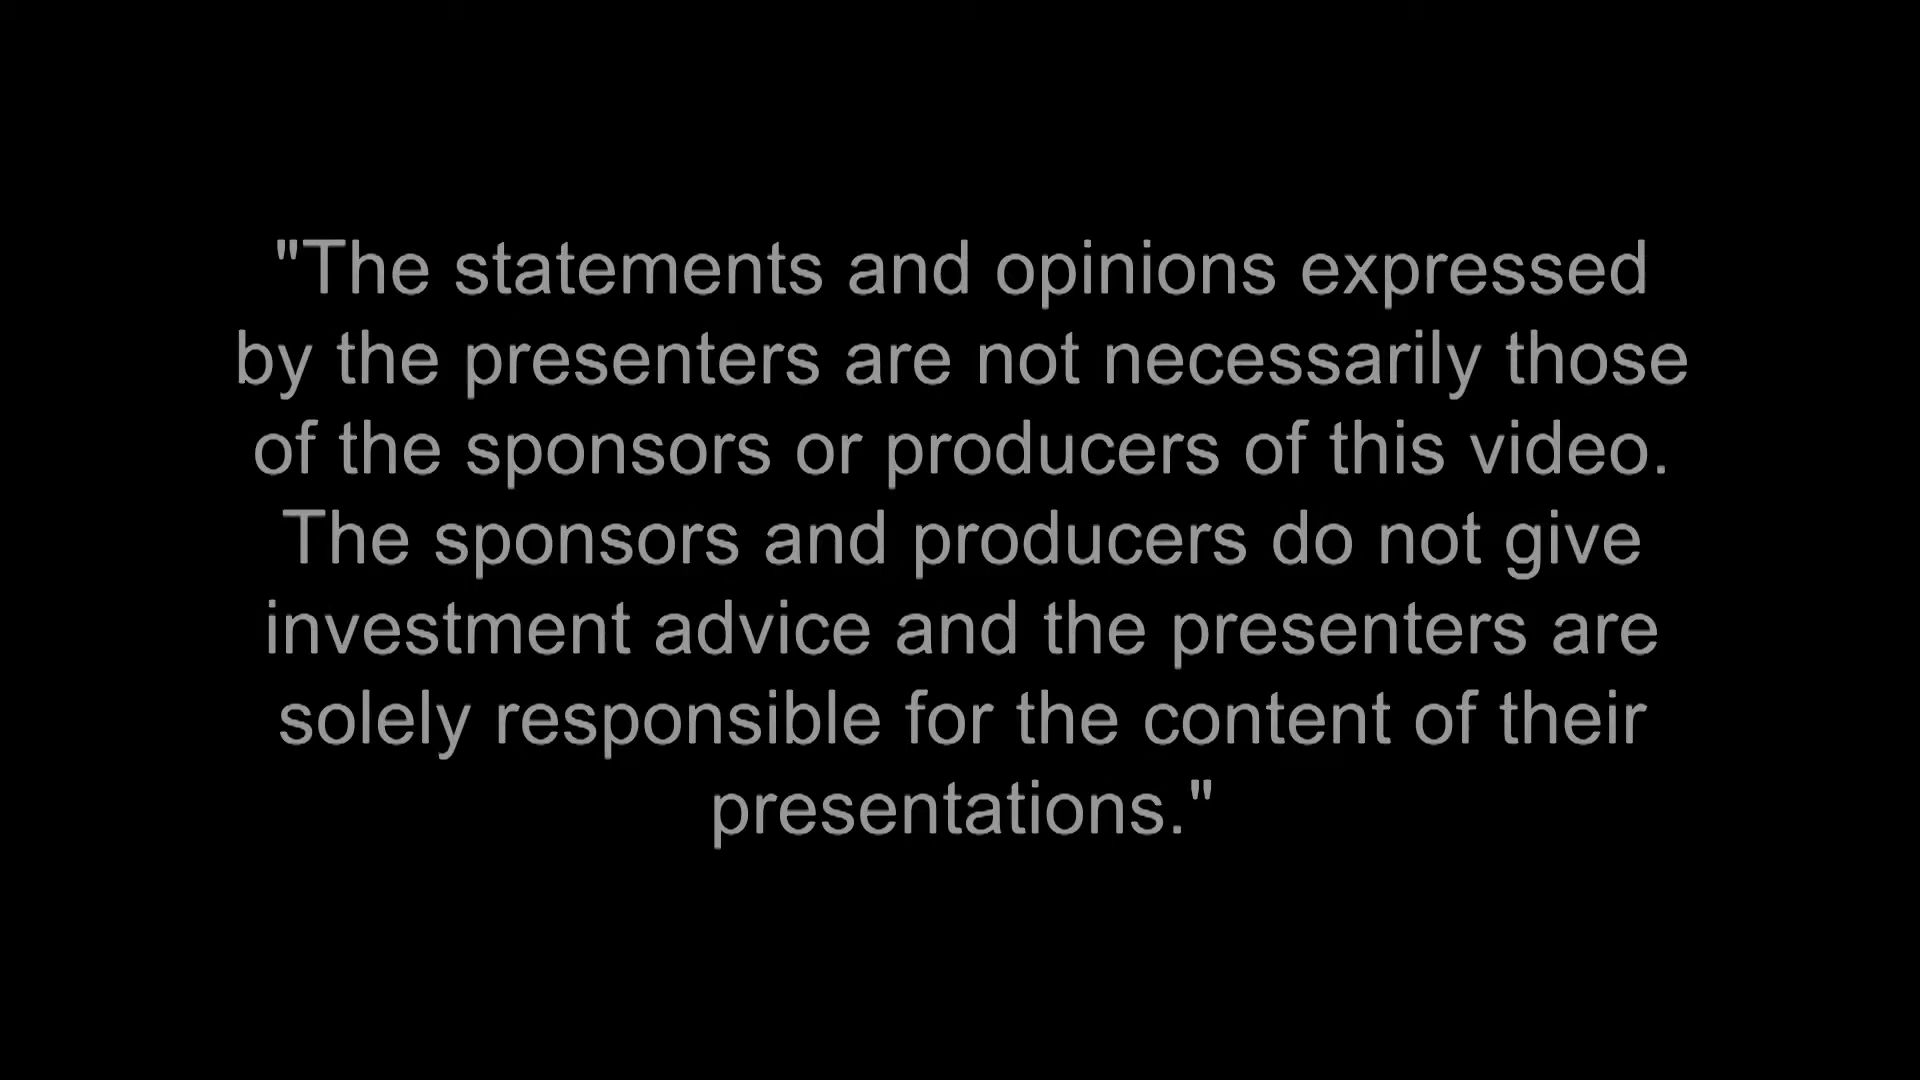 "The statements and opinions expressed
by the presenters are not necessarily those
of the sponsors or producers of this video.
The sponsors and producers do not give
investment advice and the presenters are
solely responsible for the content of their
presentations."